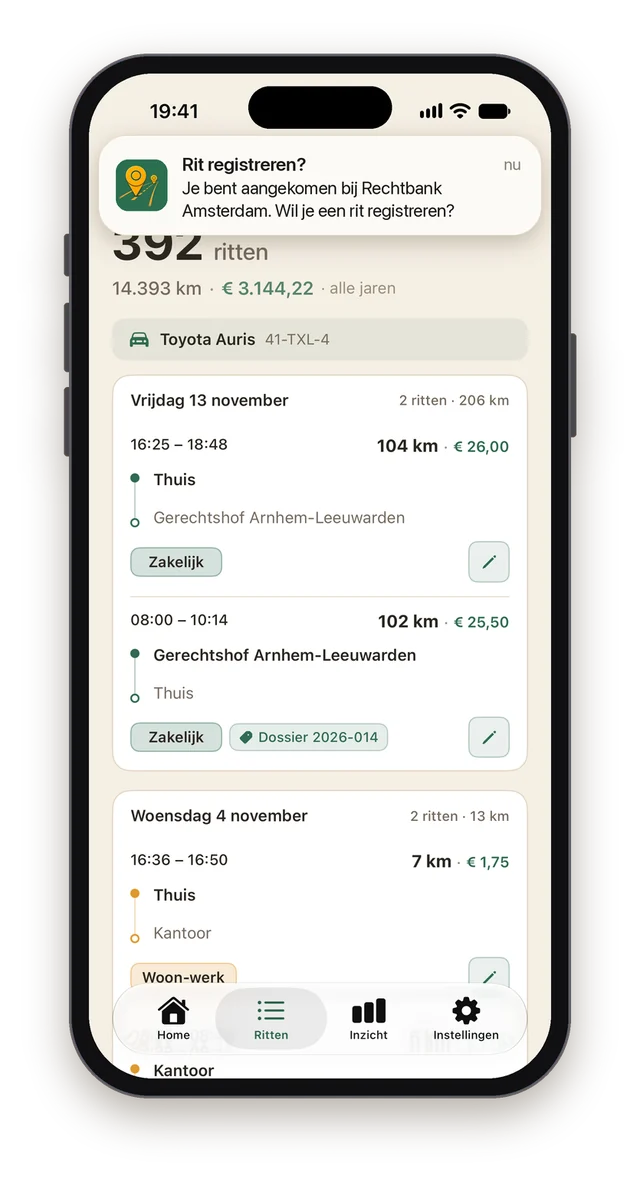 19:41
Rit registreren?
nu
Je bent aangekomen bij Rechtbank
Amsterdam. Wil je een rit registreren?
392 ritten
14.393 km · € 3.144,22 · alle jaren
Toyota Auris 41-TXL-4
Vrijdag 13 november
2 ritten · 206 km
16:25 – 18:48
104 km · € 26,00
Thuis
Gerechtshof Arnhem-Leeuwarden
Zakelijk
08:00 – 10:14
102 km · € 25,50
Gerechtshof Arnhem-Leeuwarden
Thuis
Zakelijk
Dossier 2026-014
Woensdag 4 november
2 ritten · 13 km
16:36 – 16:50
7 km · € 1,75
Thuis
Kantoor
Woon-werk
Home
Ritten
Inzicht
Instellingen
Kantoor